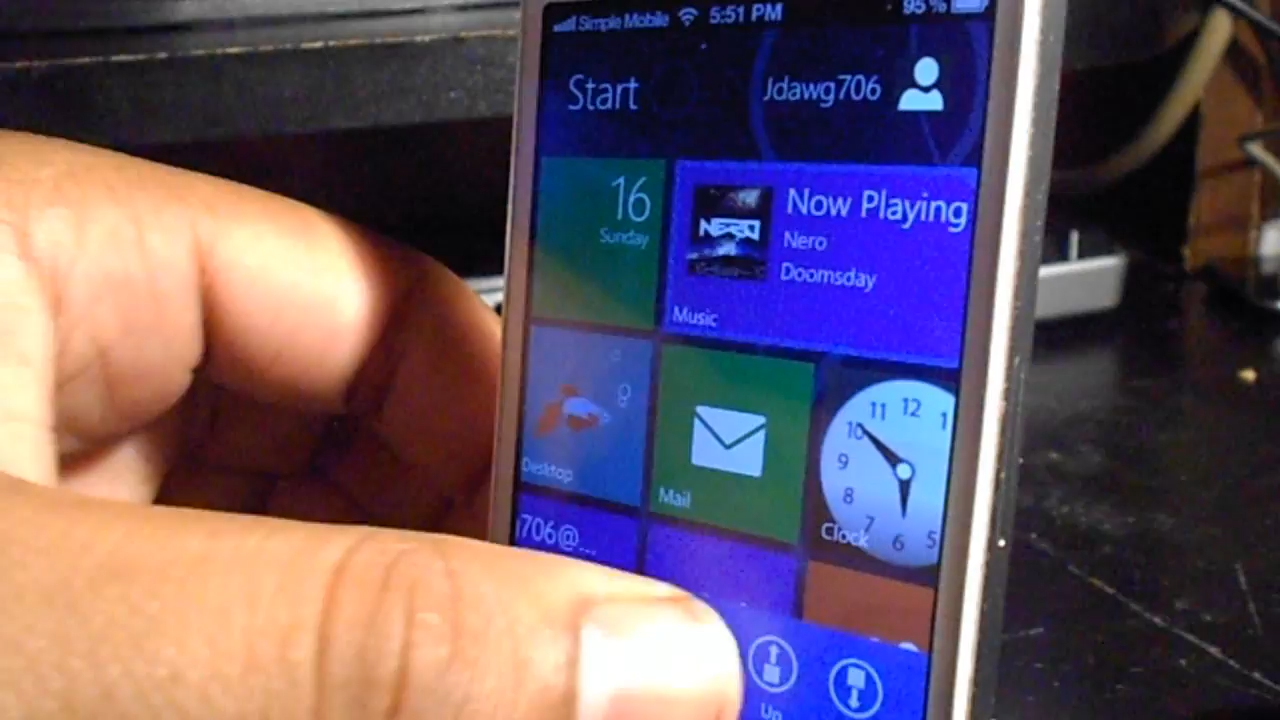 Simple Mobile 5:51 PM 95 %
Start
Jdawg706
16
Sunday
NERO
Now Playing
Nero
Doomsday
Music
Desktop
Mail
11 12 1
10
9
8
7 6 5
Clock
706@...
Up